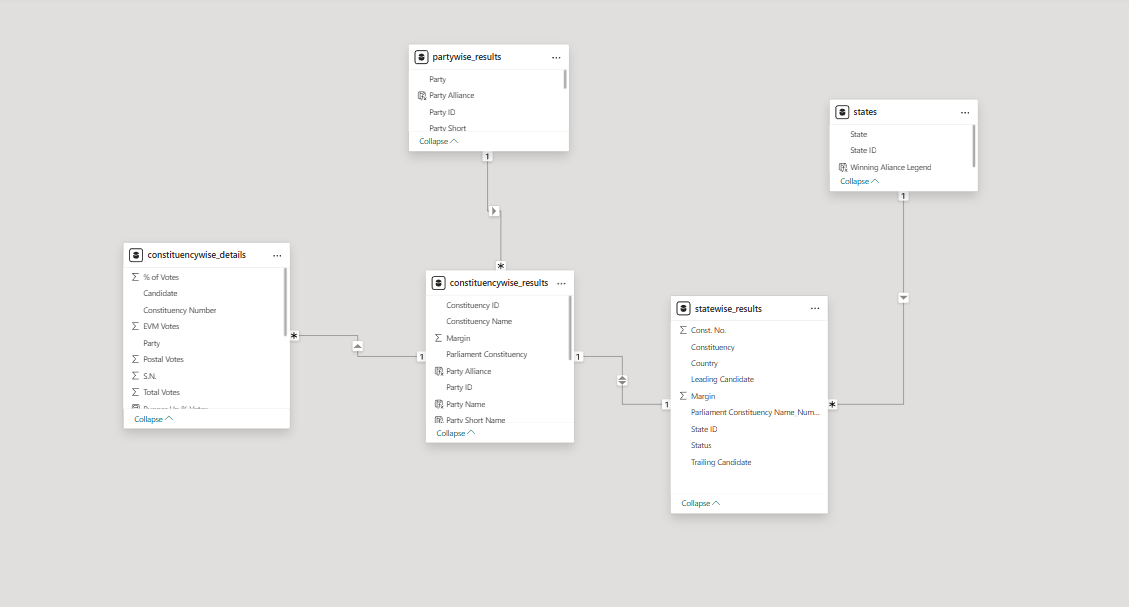 partywise_results
Party
Party Alliance
Party ID
Party Short
Collapse
1
*
states
State
State ID
Winning Aliance Legend
Collapse
1
constituencywise_details
% of Votes
Candidate
Constituency Number
EVM Votes
Party
Postal Votes
S.N.
Total Votes
Collapse
*
1
constituencywise_results
Constituency ID
Constituency Name
Margin
Parliament Constituency
Party Alliance
Party ID
Party Name
Party Short Name
Collapse
1
1
statewise_results
Const. No.
Constituency
Country
Leading Candidate
Margin
Parliament Constituency Name_Num...
State ID
Status
Trailing Candidate
Collapse
*